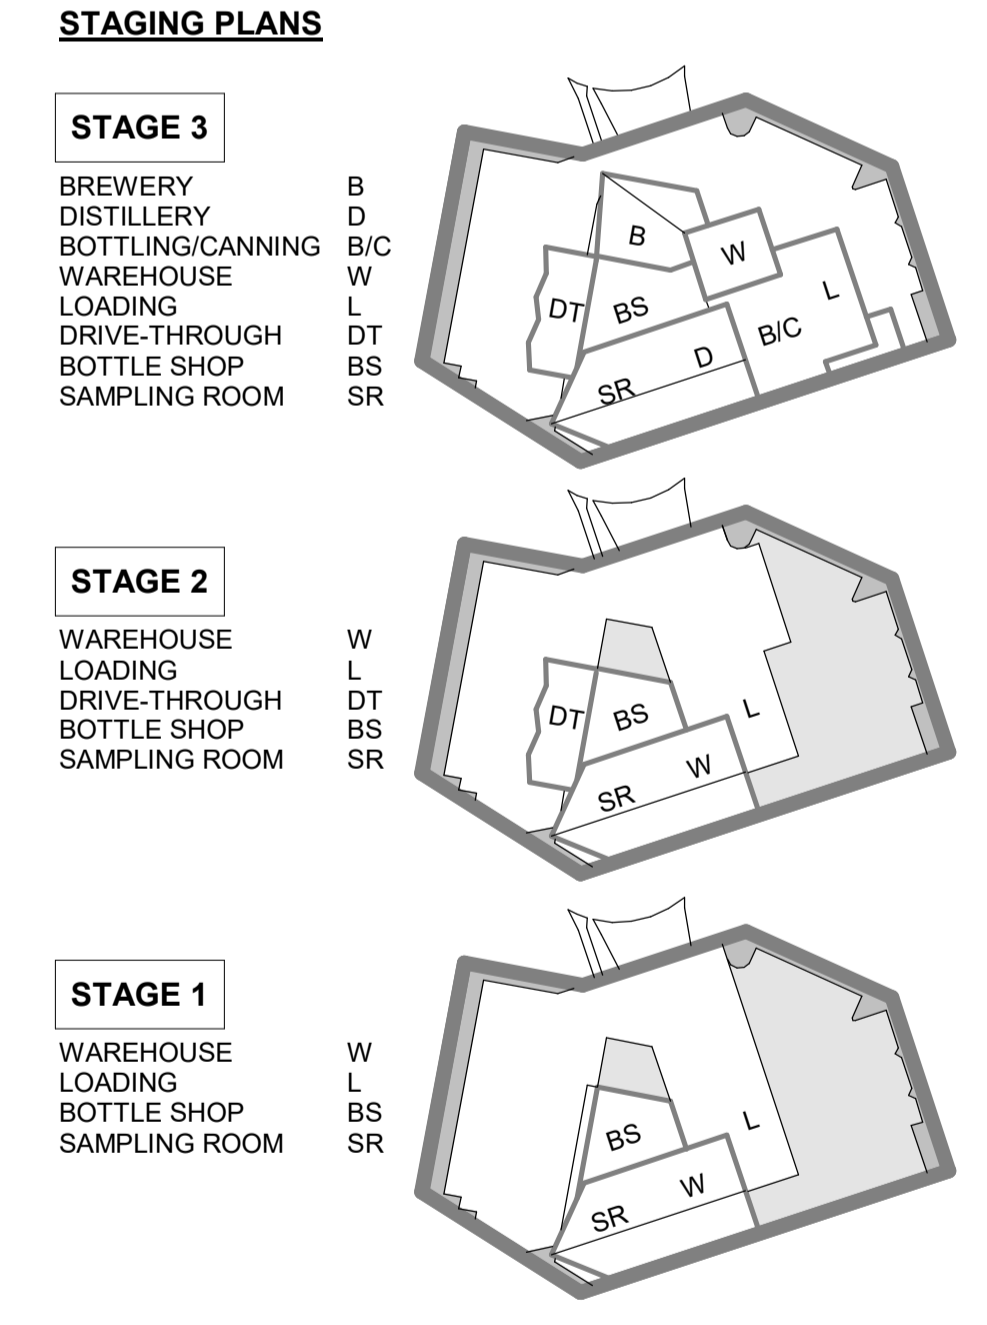 STAGING PLANS
STAGE 3
BREWERY B
DISTILLERY D
BOTTLING/CANNING B/C
WAREHOUSE W
LOADING L
DRIVE-THROUGH DT
BOTTLE SHOP BS
SAMPLING ROOM SR
B
W
L
DT
BS
B/C
D
SR
STAGE 2
WAREHOUSE W
LOADING L
DRIVE-THROUGH DT
BOTTLE SHOP BS
SAMPLING ROOM SR
L
DT
BS
W
SR
STAGE 1
WAREHOUSE W
LOADING L
BOTTLE SHOP BS
SAMPLING ROOM SR
L
BS
W
SR